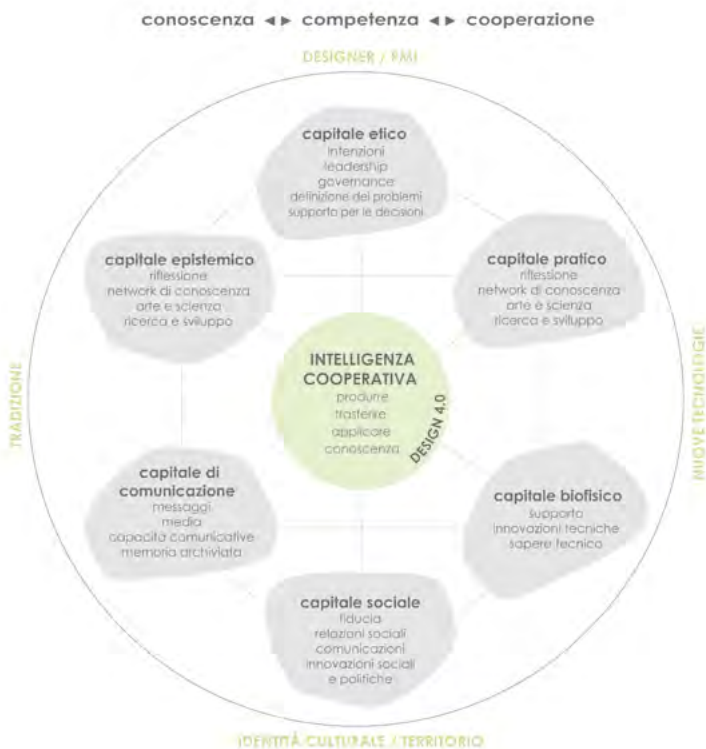 conoscenza ◄► competenza ◄► cooperazione
DESIGNER / PMI
capitale etico
intenzioni
leadership
governance
definizione dei problemi
supporto per le decisioni
capitale epistemico
riflessione
network di conoscenza
arte e scienza
ricerca e sviluppo
capitale pratico
riflessione
network di conoscenza
arte e scienza
ricerca e sviluppo
TRADIZIONE
INTELLIGENZA
COOPERATIVA
produrre
trasferire
applicare
conoscenza
DESIGN 4.0
NUOVE TECNOLOGIE
capitale di
comunicazione
messaggi
media
capacità comunicative
memoria archiviata
capitale biofisico
supporto
innovazioni tecniche
sapere tecnico
capitale sociale
fiducia
relazioni sociali
comunicazioni
innovazioni sociali
e politiche
IDENTITÀ CULTURALE / TERRITORIO